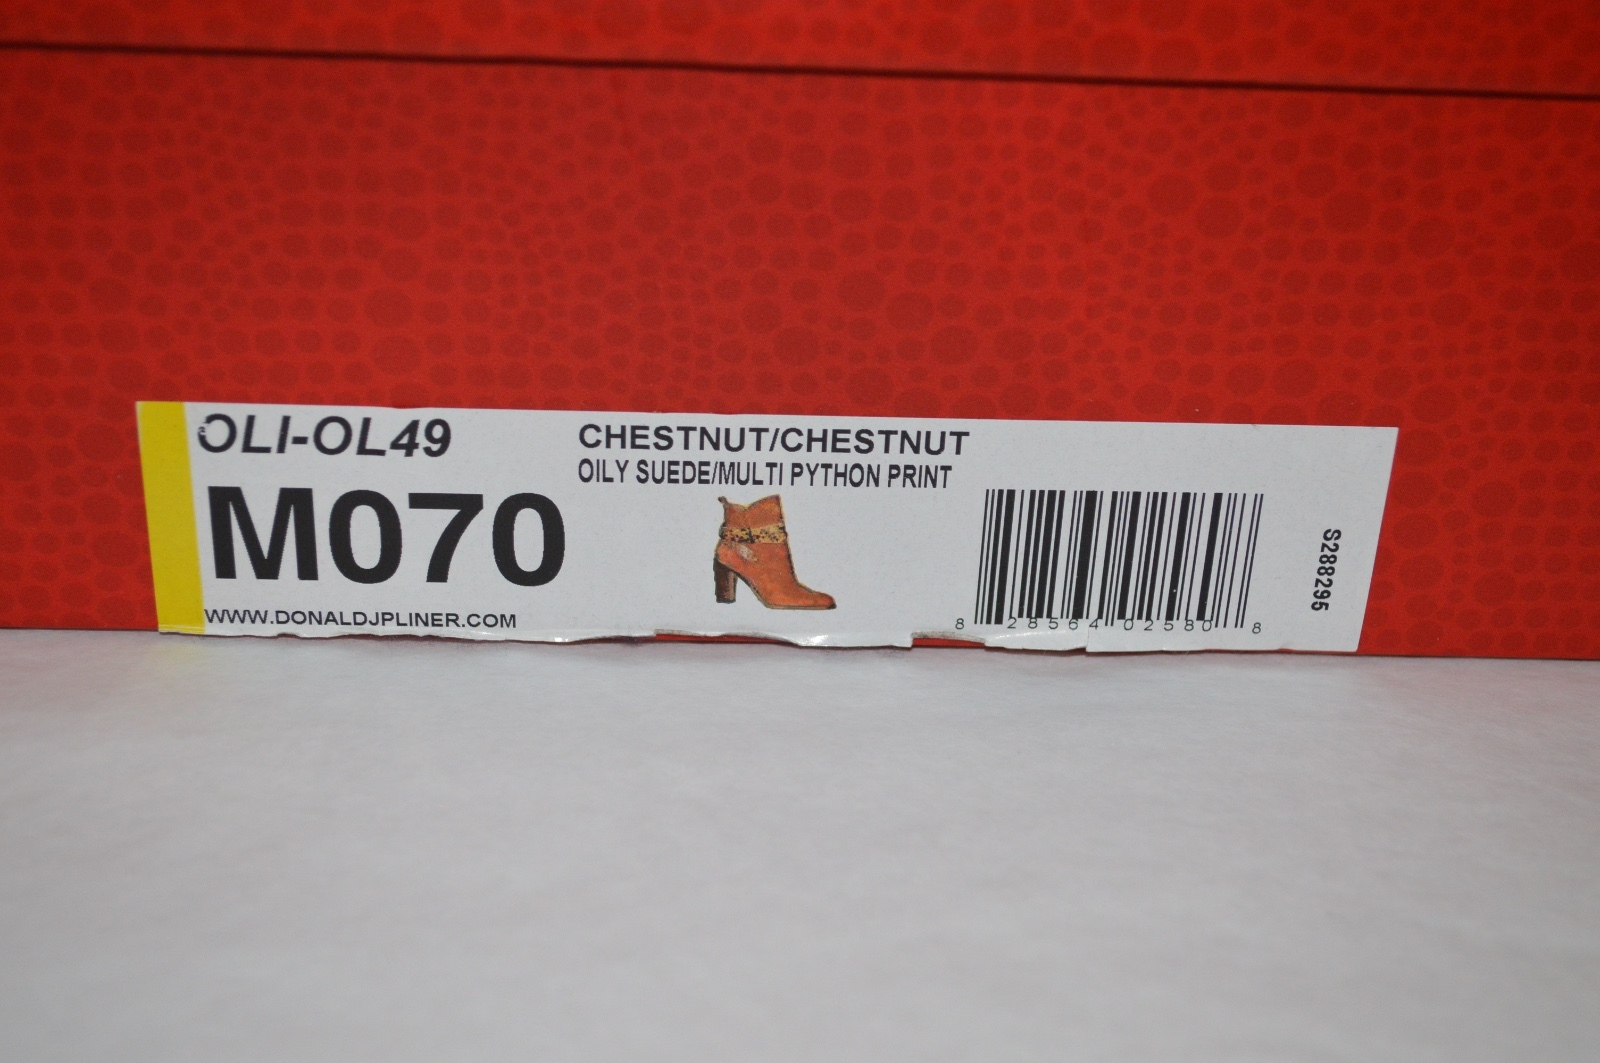 OLI-OL49
M070
WWW.DONALDJPLINER.COM
CHESTNUT/CHESTNUT
OILY SUEDE/MULTI PYTHON PRINT
8 28564 02580 8
S288295